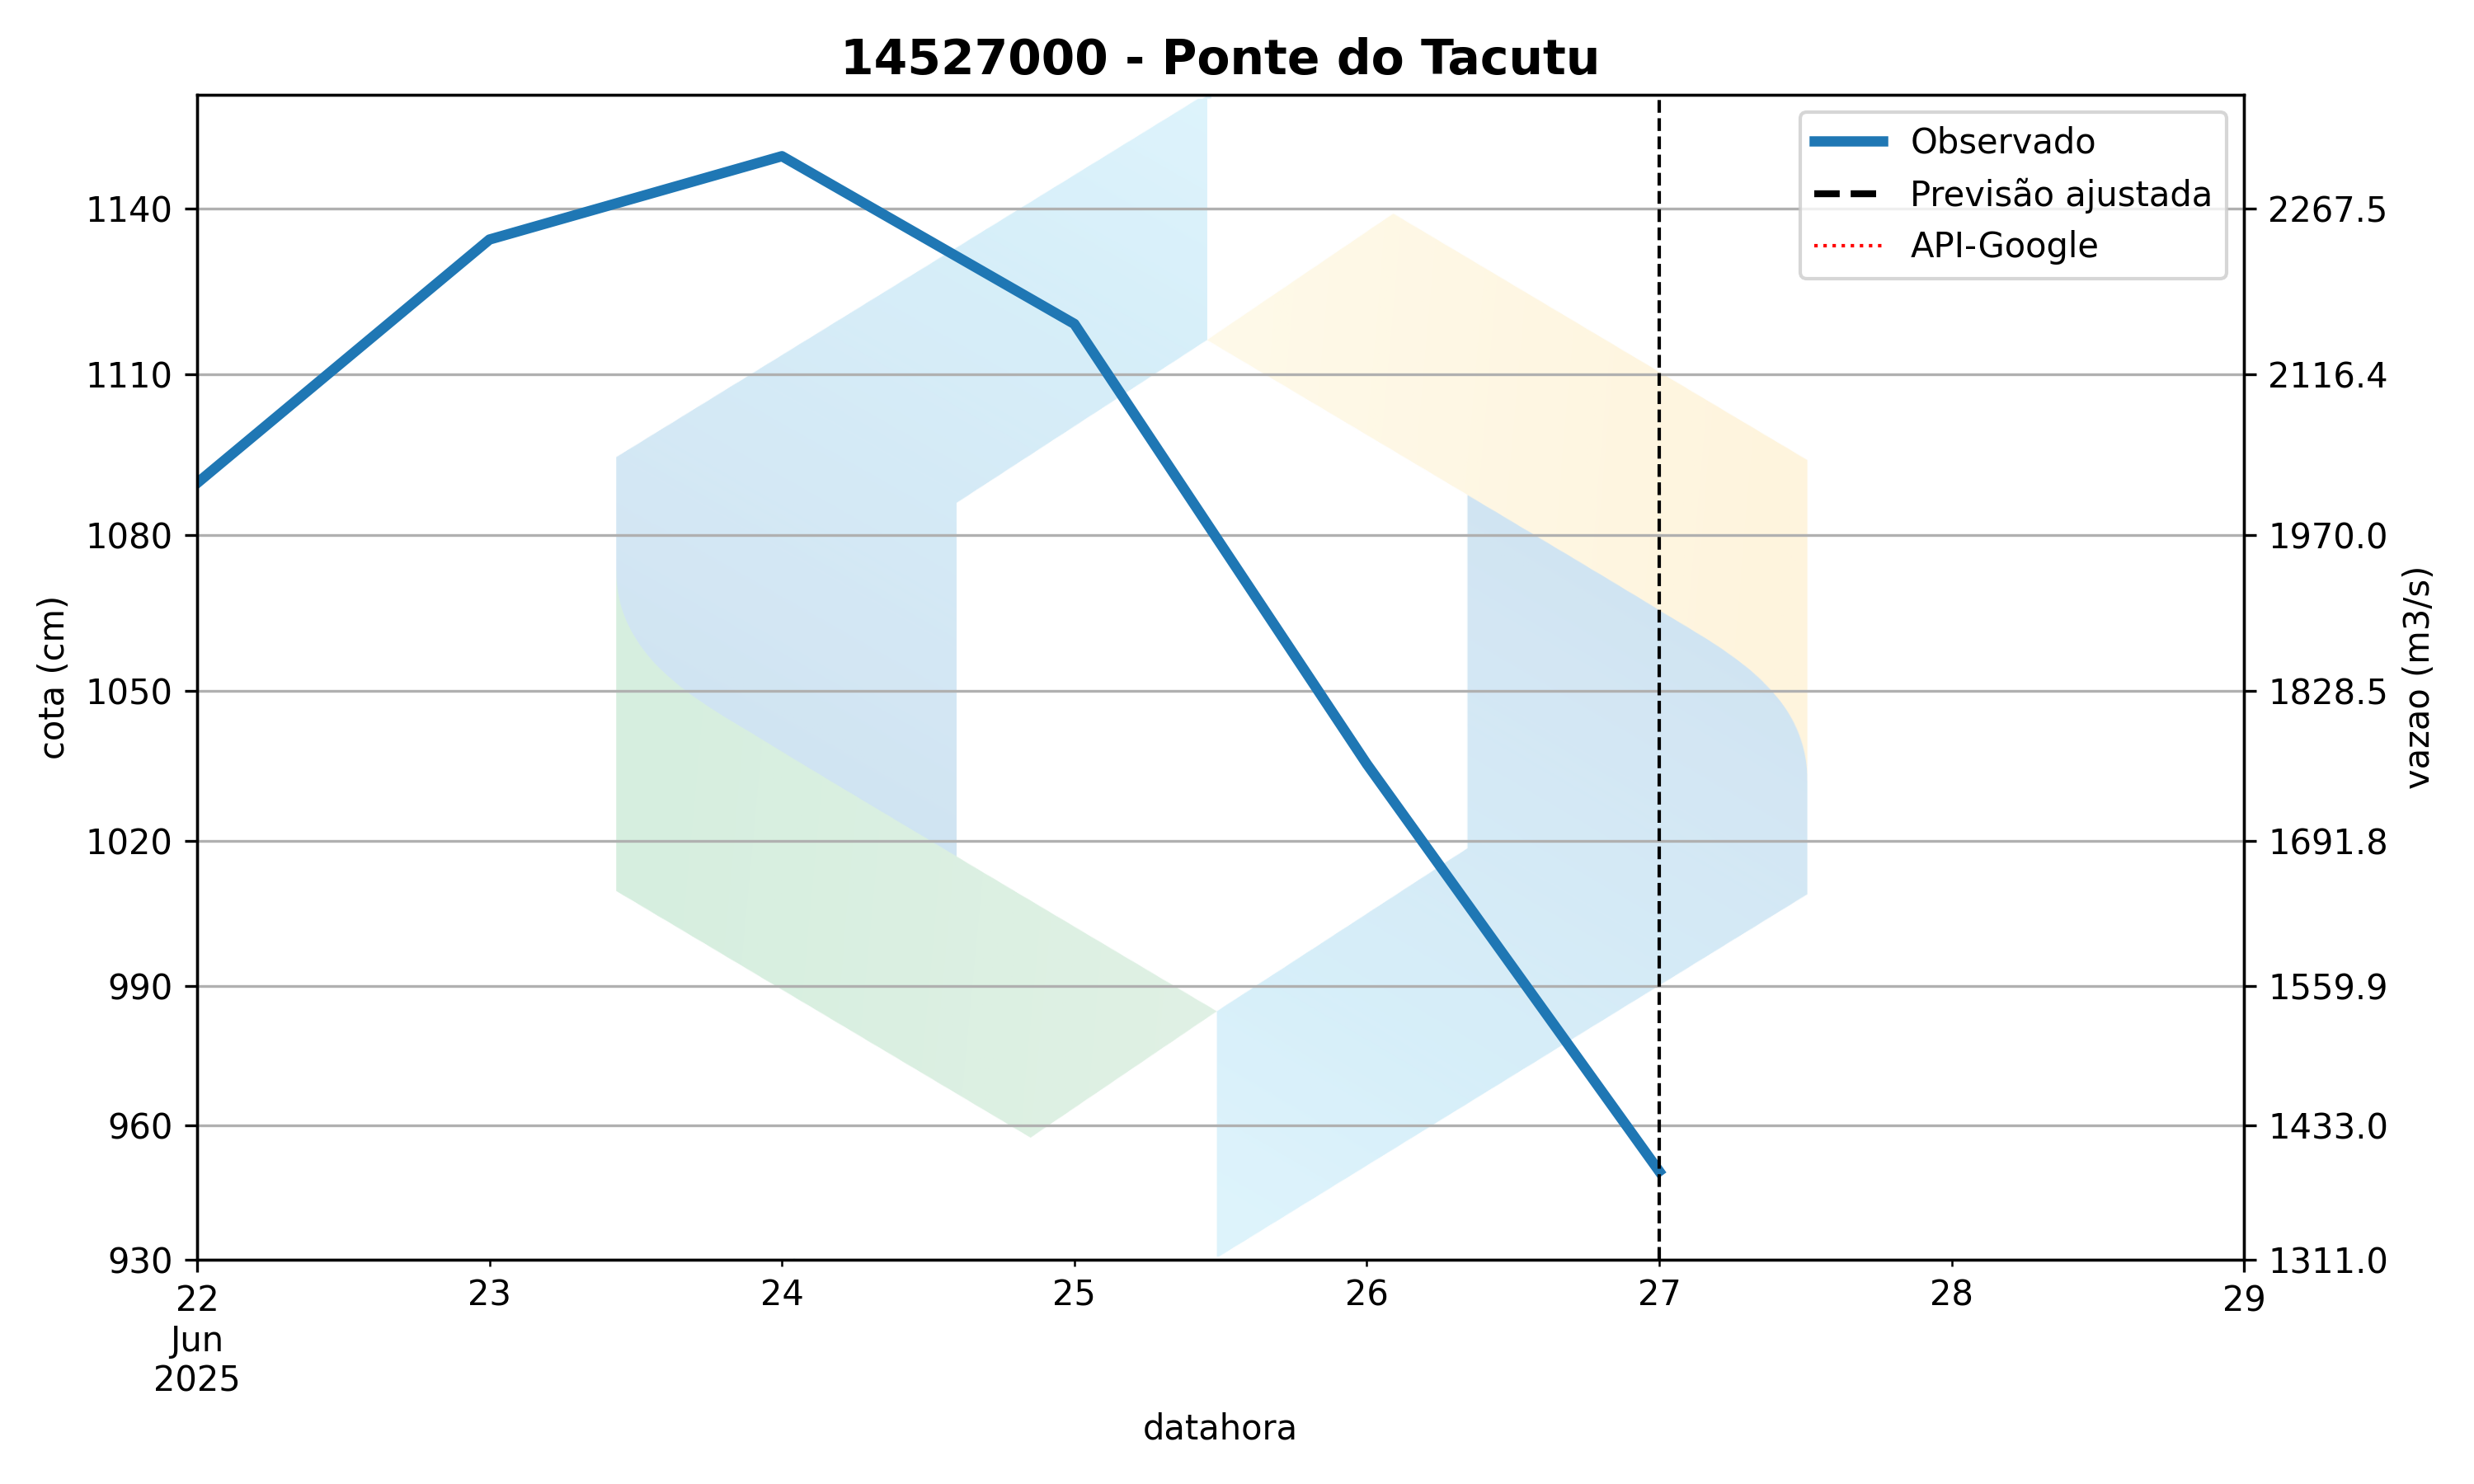 14527000 - Ponte do Tacutu
Observado
Previsão ajustada
API-Google
cota (cm)
1140
1110
1080
1050
1020
990
960
930
2267.5
2116.4
1970.0
1828.5
1691.8
1559.9
1433.0
1311.0
vazao (m3/s)
22 23 24 25 26 27 28 29
Jun
2025
datahora